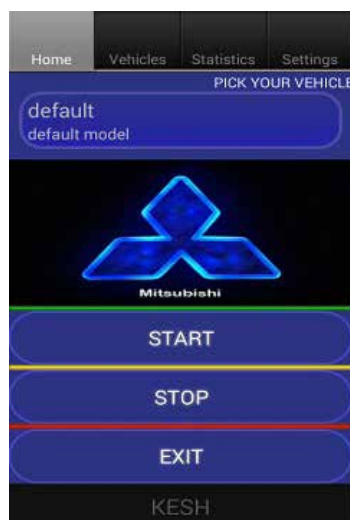 Home Vehicles Statistics Settings
PICK YOUR VEHICLE
default
default model
Mitsubishi
START
STOP
EXIT
KESH